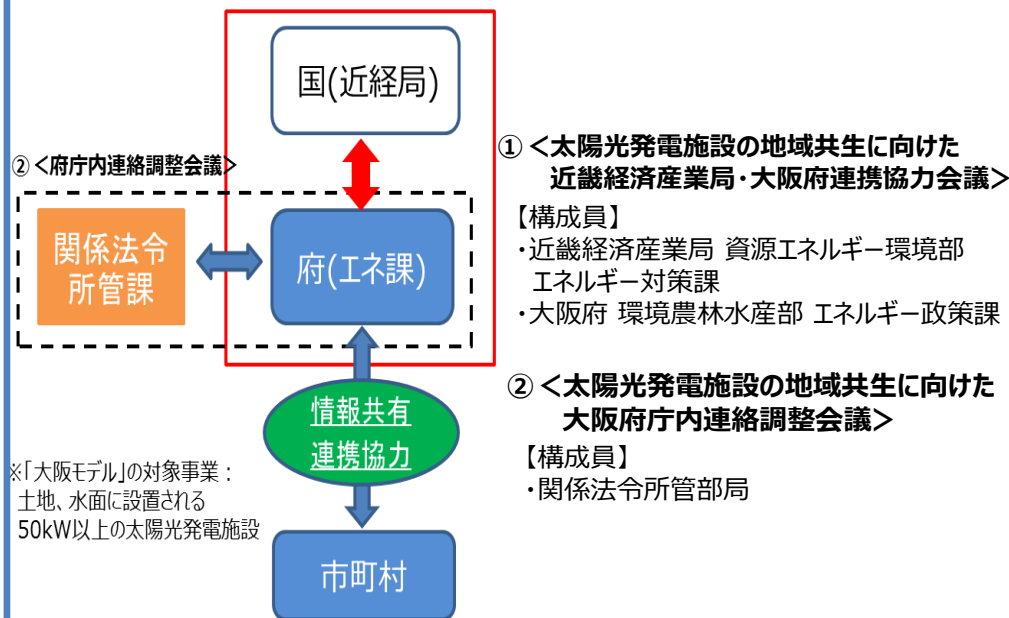 国(近経局)
②<府庁内連絡調整会議>
関係法令
所管課
府(エネ課)
情報共有
連携協力
※「大阪モデル」の対象事業：
土地、水面に設置される
50kW以上の太陽光発電施設
市町村
①<太陽光発電施設の地域共生に向けた
近畿経済産業局・大阪府連携協力会議>
【構成員】
・近畿経済産業局 資源エネルギー環境部
エネルギー対策課
・大阪府 環境農林水産部 エネルギー政策課
②<太陽光発電施設の地域共生に向けた
大阪府庁内連絡調整会議>
【構成員】
・関係法令所管部局